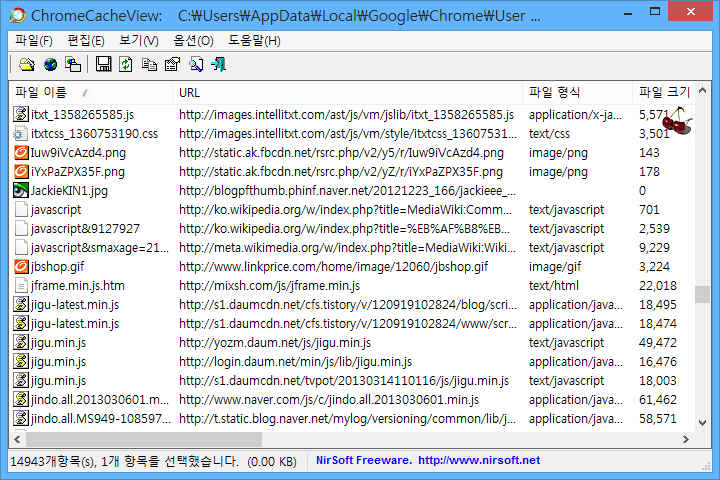 ChromeCacheView: C:₩Users₩AppData₩Local₩Google₩Chrome₩User ...
파일(F) 편집(E) 보기(V) 옵션(O) 도움말(H)
파일 이름 URL 파일 형식 파일 크기
itxt_1358265585.js http://images.intellitxt.com/ast/js/vm/jslib/itxt_1358265585.js application/x-ja... 5,571
itxtcss_1360753190.css http://images.intellitxt.com/ast/js/vm/style/itxtcss_13607531... text/css 3,501
Iuw9iVcAzd4.png http://static.ak.fbcdn.net/rsrc.php/v2/y5/r/Iuw9iVcAzd4.png image/png 143
iYxPaZPX35F.png http://static.ak.fbcdn.net/rsrc.php/v2/yZ/r/iYxPaZPX35F.png image/png 178
JackieKIN1.jpg http://blogpfthumb.phinf.naver.net/20121223_166/jackieee_... 0
javascript http://ko.wikipedia.org/w/index.php?title=MediaWiki:Comm... text/javascript 701
javascript&9127927 http://ko.wikipedia.org/w/index.php?title=%EB%AF%B8%EB... text/javascript 2,539
javascript&smaxage=21... http://meta.wikimedia.org/w/index.php?title=MediaWiki:Wiki... text/javascript 9,229
jbshop.gif http://www.linkprice.com/home/image/12060/jbshop.gif image/gif 3,224
jframe.min.js.htm http://mixsh.com/js/jframe.min.js text/html 22,018
jigu-latest.min.js http://s1.daumcdn.net/cfs.tistory/v/120919102824/blog/scri... application/java... 18,495
jigu-latest.min.js http://s1.daumcdn.net/cfs.tistory/v/120919102824/www/scr... application/java... 18,474
jigu.min.js http://yozm.daum.net/js/jigu.min.js text/javascript 49,472
jigu.min.js http://login.daum.net/min/js/lib/jigu.min.js application/java... 16,476
jigu.min.js http://s1.daumcdn.net/tvpot/20130314110116/js/jigu.min.js text/javascript 18,003
jindo.all.2013030601.m... http://www.naver.com/js/c/jindo.all.2013030601.min.js application/java... 61,462
jindo.all.MS949-108597... http://t.static.blog.naver.net/mylog/versioning/common/lib/j... application/java... 58,571
14943개항목(s), 1개 항목을 선택했습니다. (0.00 KB) NirSoft Freeware. http://www.nirsoft.net